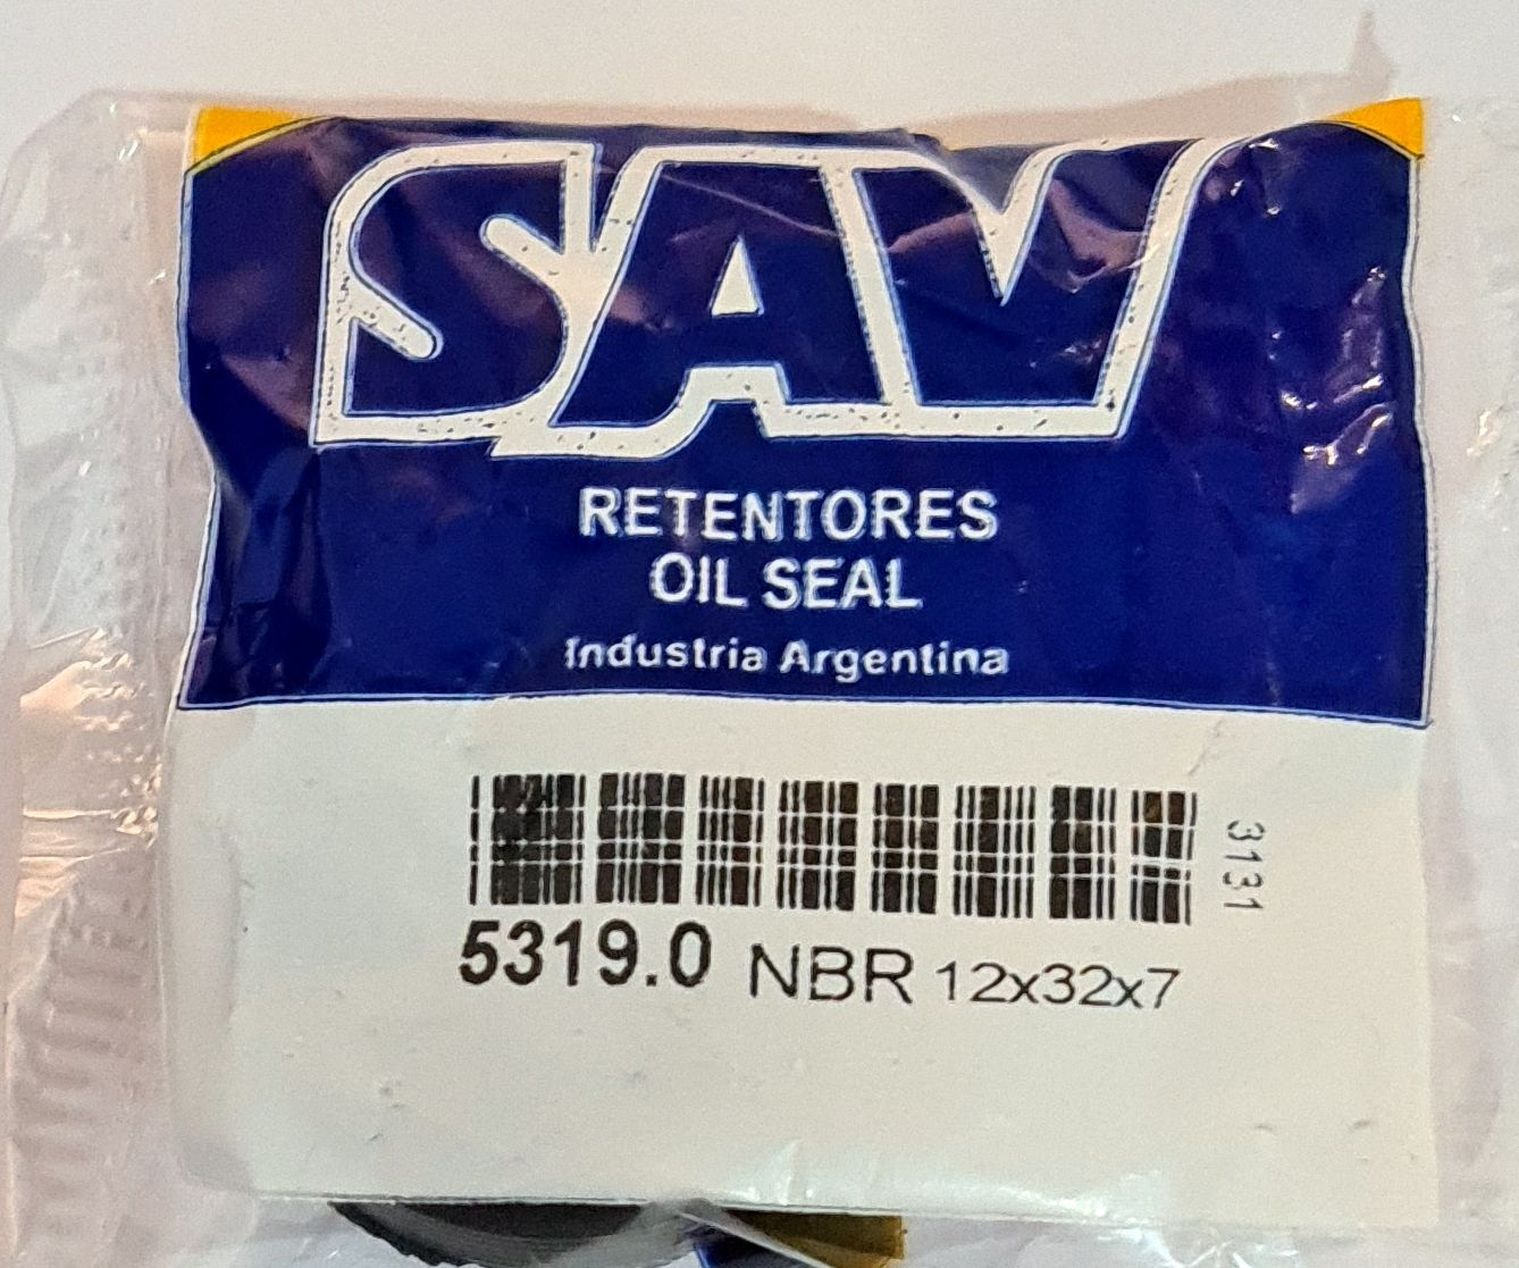 SAV
RETENTORES
OIL SEAL
Industria Argentina
3131
5319.0 NBR 12x32x7